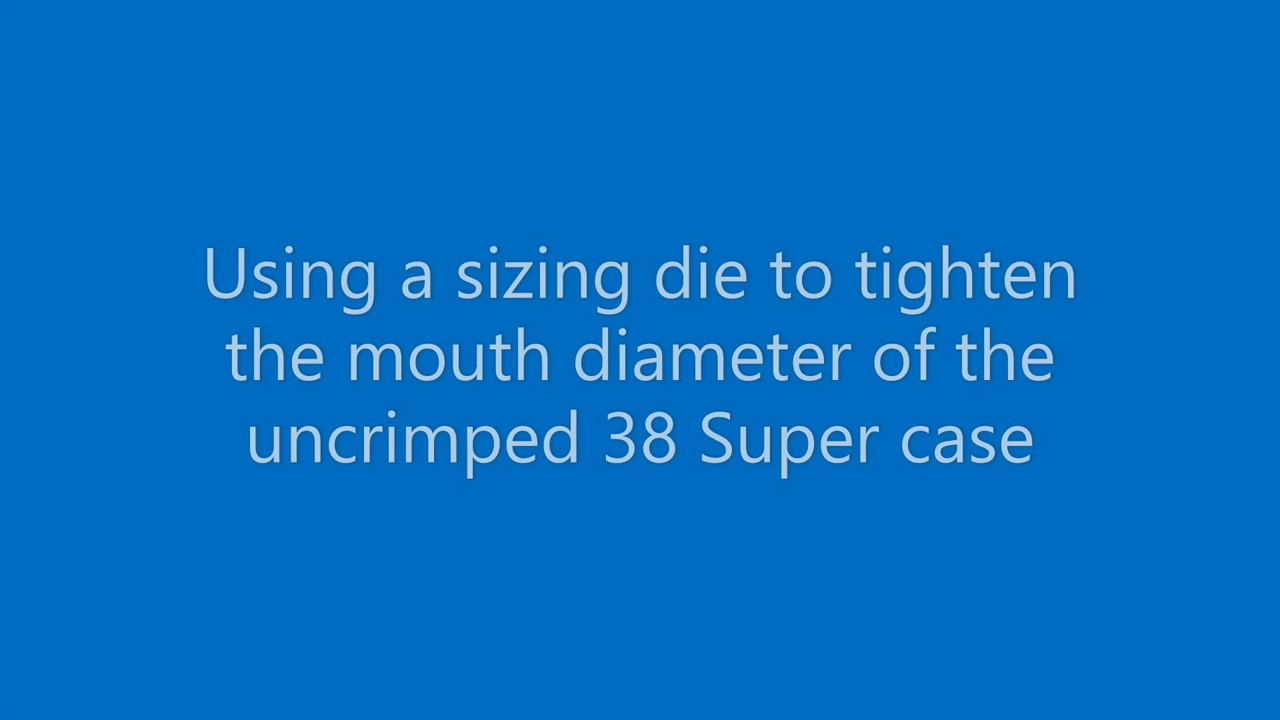 Using a sizing die to tighten
the mouth diameter of the
uncrimped 38 Super case